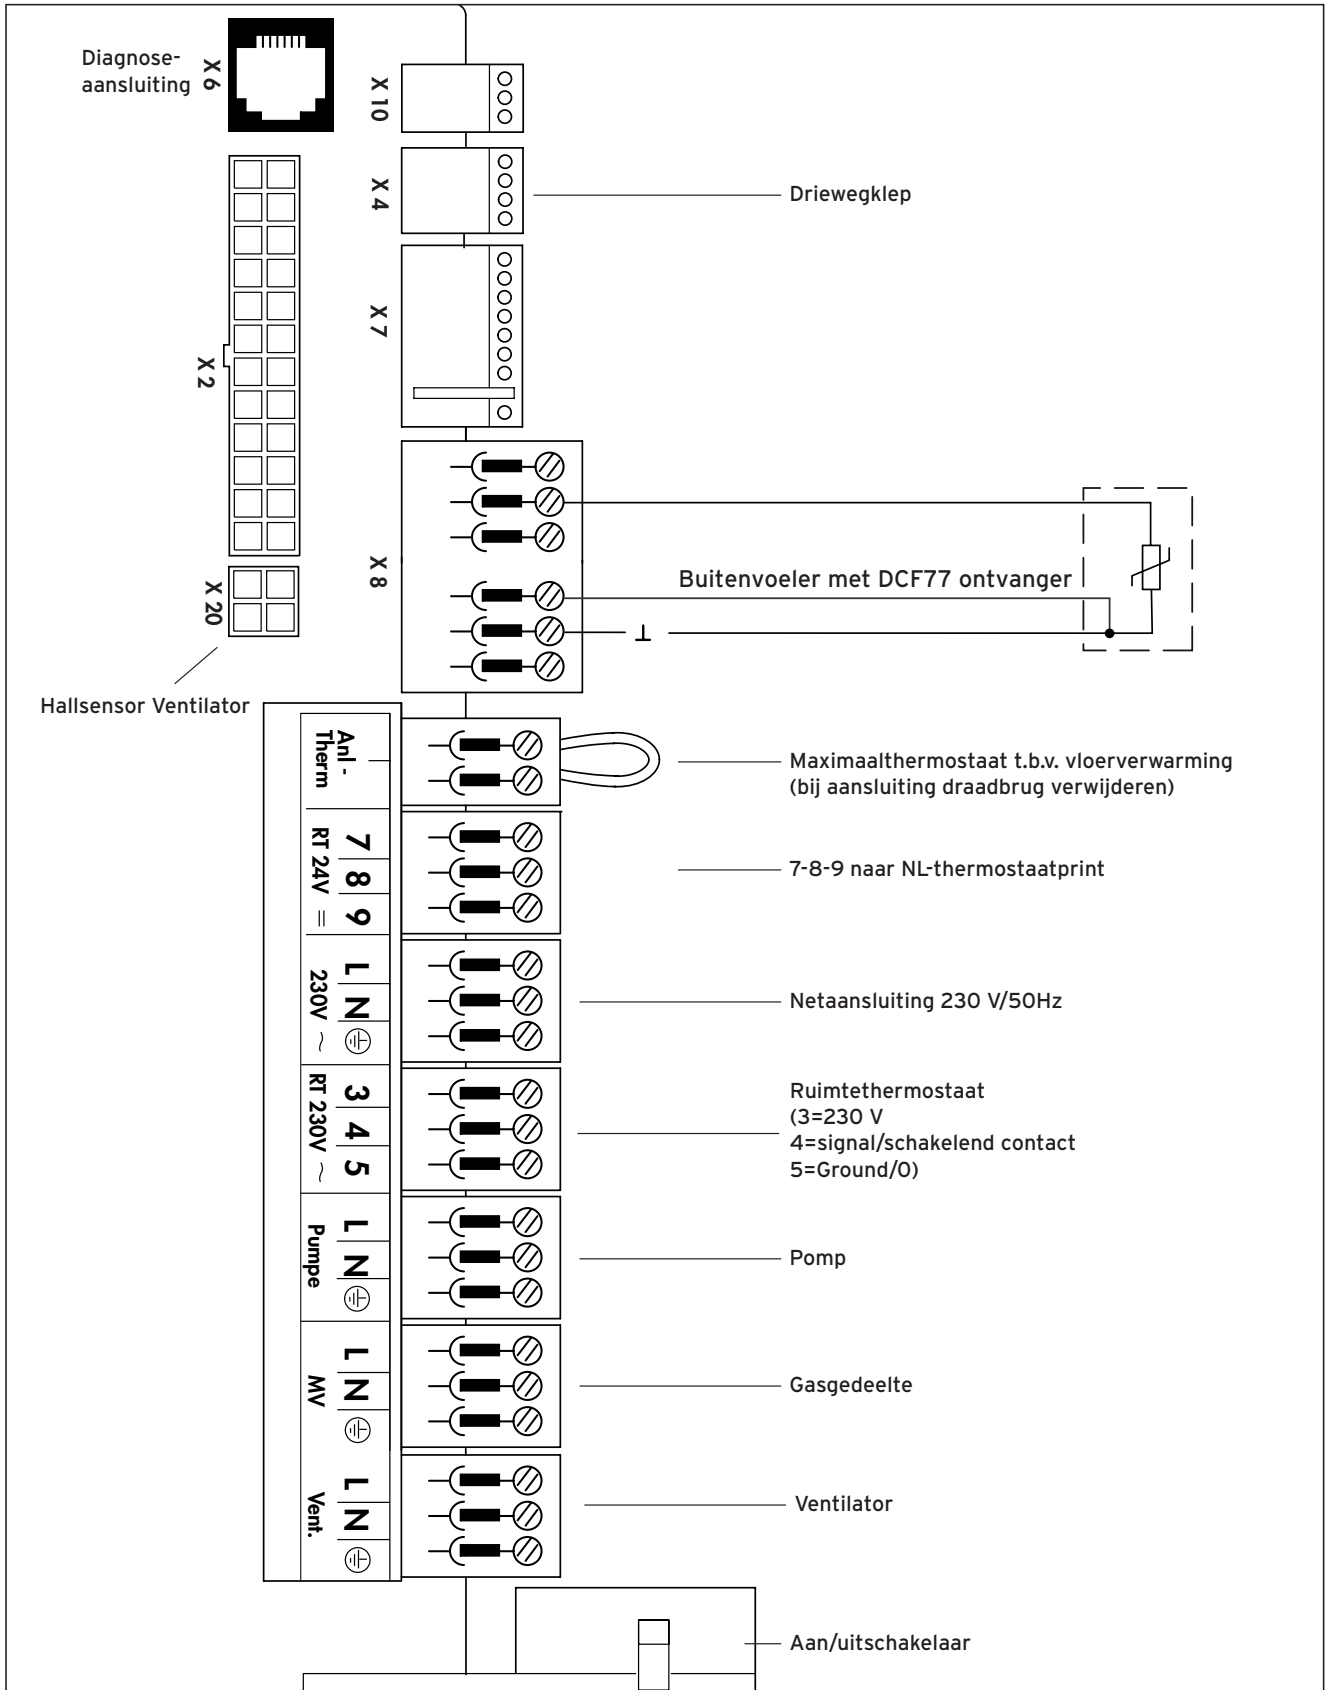 Diagnose-
aansluiting
X 6
X 10
X 4
Driewegklep
X 7
X 2
X 8
Buitenvoeler met DCF77 ontvanger
X 20
Hallsensor Ventilator
Anl -
Therm
Maximaalthermostaat t.b.v. vloerverwarming
(bij aansluiting draadbrug verwijderen)
7 8 9
RT 24V =
7-8-9 naar NL-thermostaatprint
L N
230V ~
Netaansluiting 230 V/50Hz
3 4 5
RT 230V ~
Ruimtethermostaat
(3=230 V
4=signal/schakelend contact
5=Ground/0)
L N
Pumpe
Pomp
L N
MV
Gasgedeelte
L N
Vent.
Ventilator
Aan/uitschakelaar